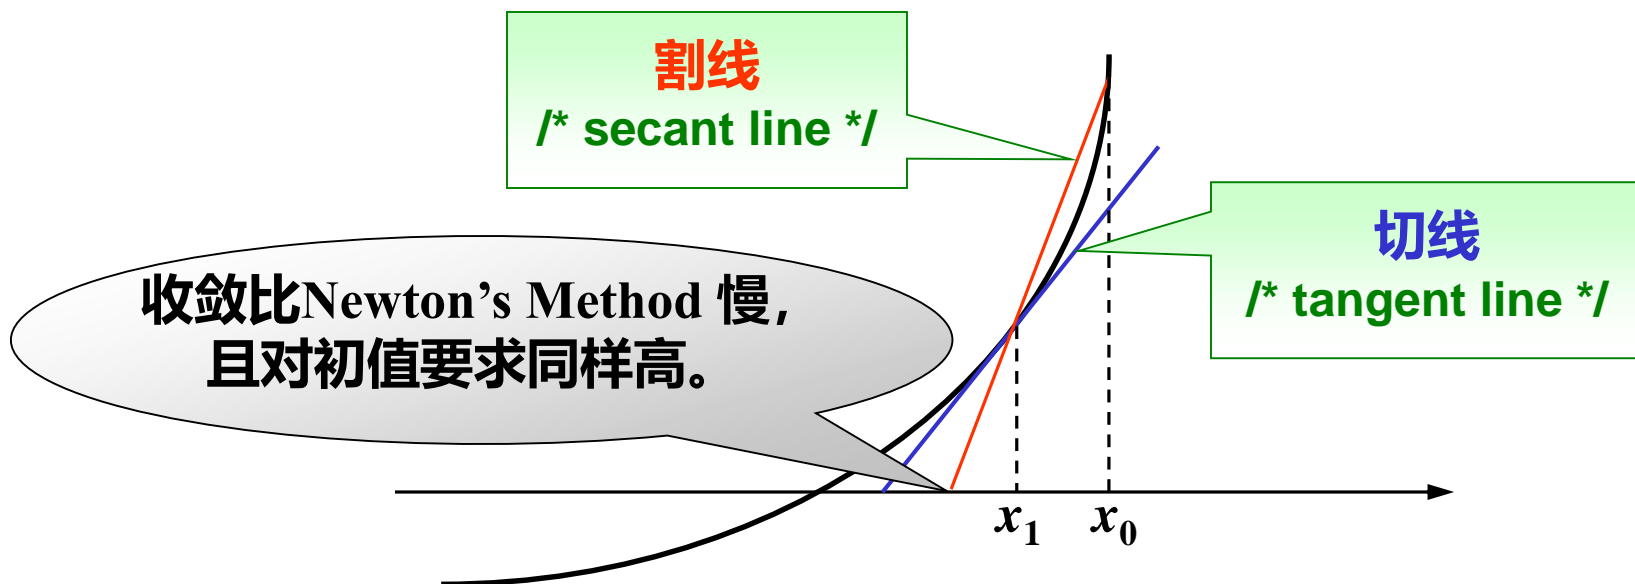 割线
/* secant line */
切线
/* tangent line */
收敛比Newton’s Method 慢，
且对初值要求同样高。
x₁
x₀